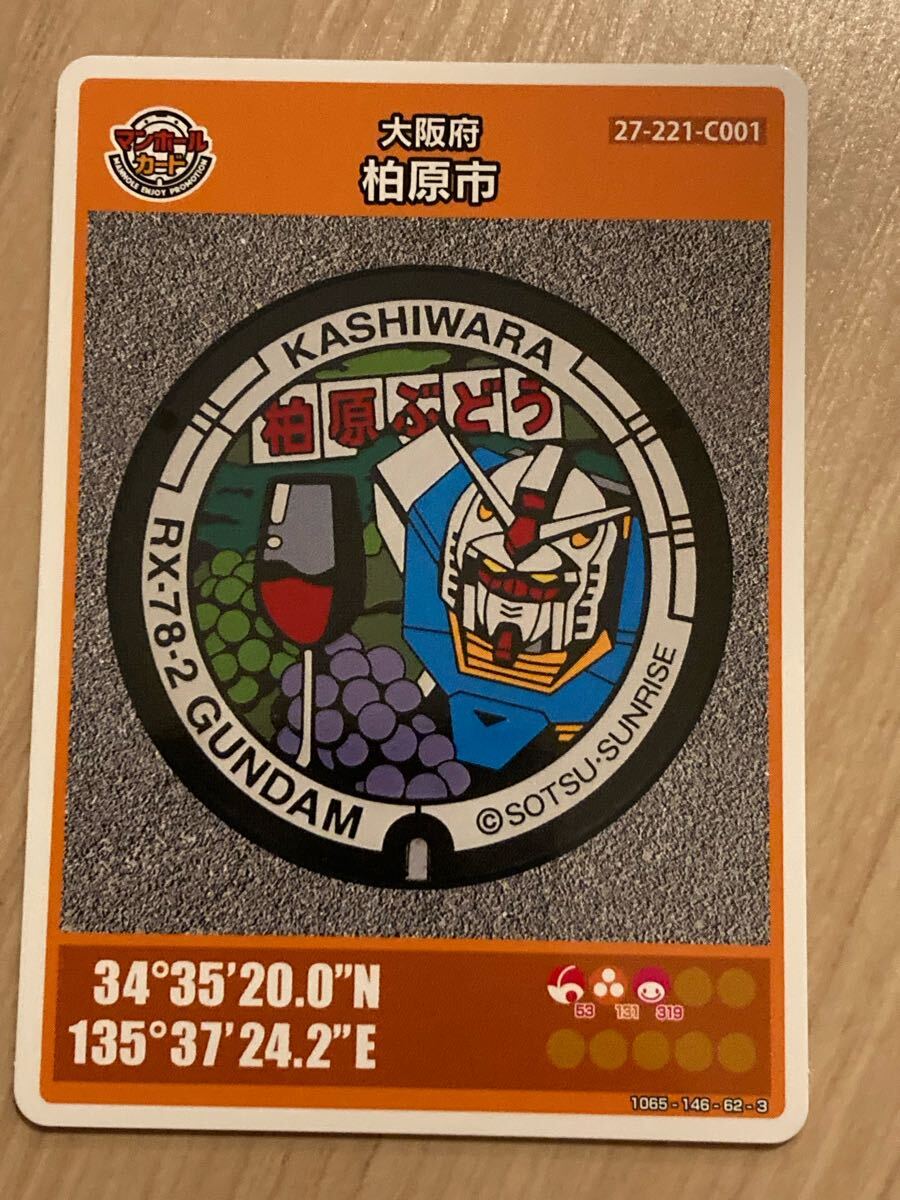 マンホール
カード
MANHOLE ENJOY PROMOTION
大阪府
柏原市
27-221-C001
KASHIWARA
柏原ぶどう
RX-78-2 GUNDAM
©SOTSU・SUNRISE
34°35'20.0"N
135°37'24.2"E
53 131 319
1065 - 146 - 62 - 3